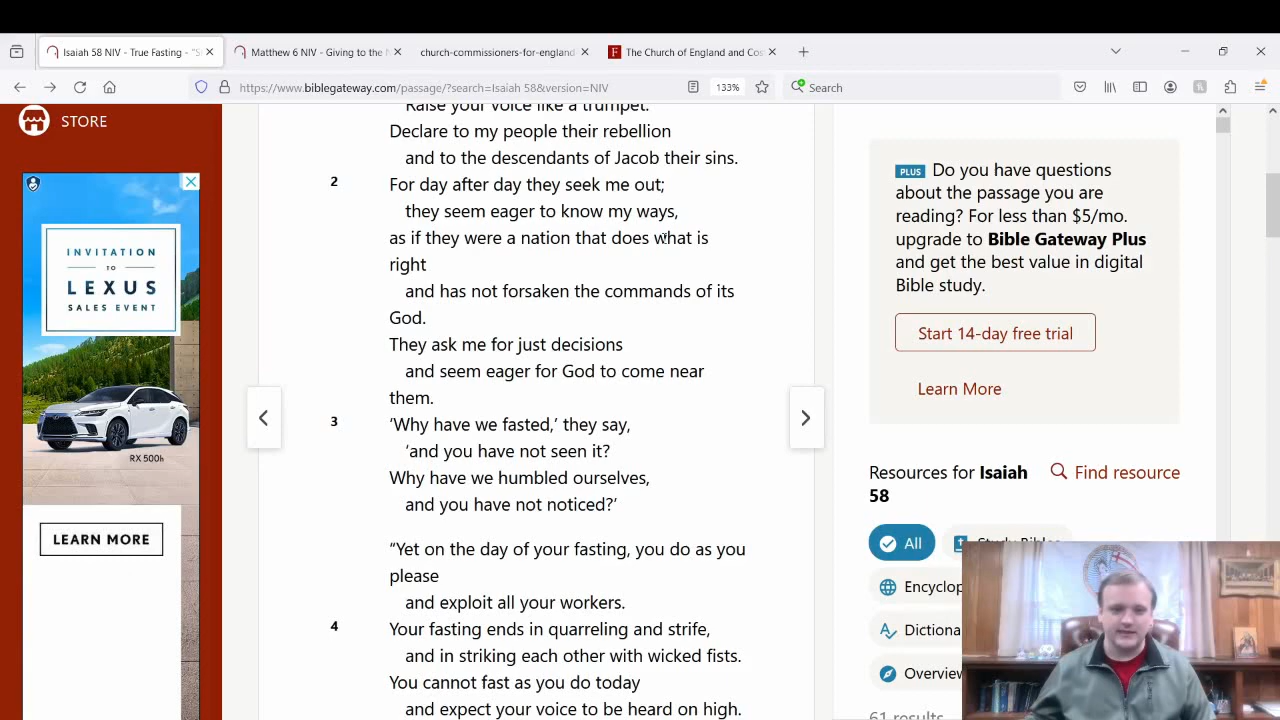 Isaiah 58 NIV - True Fasting - "S
Matthew 6 NIV - Giving to the N
church-commissioners-for-england
The Church of England and Cos
https://www.biblegateway.com/passage/?search=Isaiah 58&version=NIV
133%
Search
STORE
INVITATION
TO
LEXUS
SALES EVENT
RX 500h
LEARN MORE
Raise your voice like a trumpet.
Declare to my people their rebellion
and to the descendants of Jacob their sins.
2 For day after day they seek me out;
they seem eager to know my ways,
as if they were a nation that does what is
right
and has not forsaken the commands of its
God.
They ask me for just decisions
and seem eager for God to come near
them.
3 ‘Why have we fasted,’ they say,
‘and you have not seen it?
Why have we humbled ourselves,
and you have not noticed?’
“Yet on the day of your fasting, you do as you
please
and exploit all your workers.
4 Your fasting ends in quarreling and strife,
and in striking each other with wicked fists.
You cannot fast as you do today
and expect your voice to be heard on high.
PLUS Do you have questions
about the passage you are
reading? For less than $5/mo.
upgrade to Bible Gateway Plus
and get the best value in digital
Bible study.
Start 14-day free trial
Learn More
Resources for Isaiah
58
Find resource
All
Study Bibles
Encyclop
Dictiona
Overview
61 results